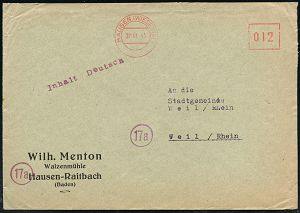 012
Inhalt Deutsch
An die
Stadtgemeinde
Weil / Rhein
17a
Weil / Rhein
Wilh. Menton
Walzenmühle
17a
Hausen-Raitbach
(Baden)